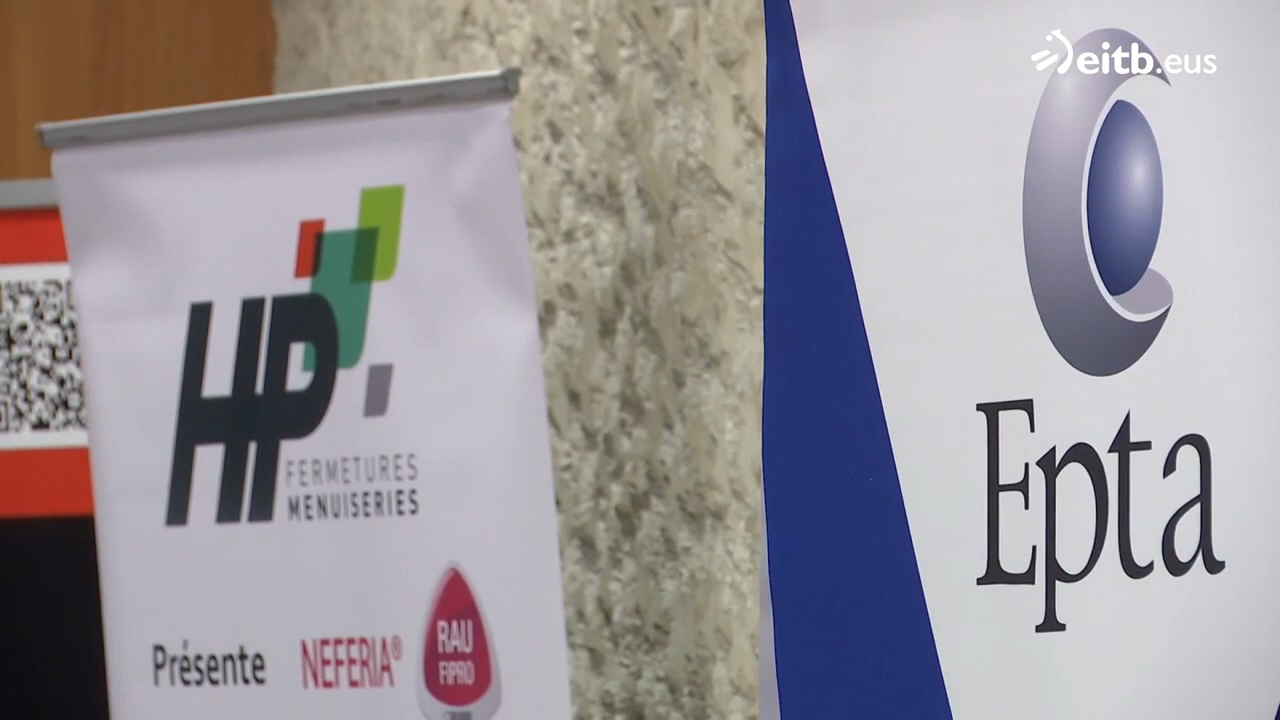 eitb.eus
HP
FERMETURES
MENUISERIES
Présente NEFERIA®
RAU
FIPRO
Epta